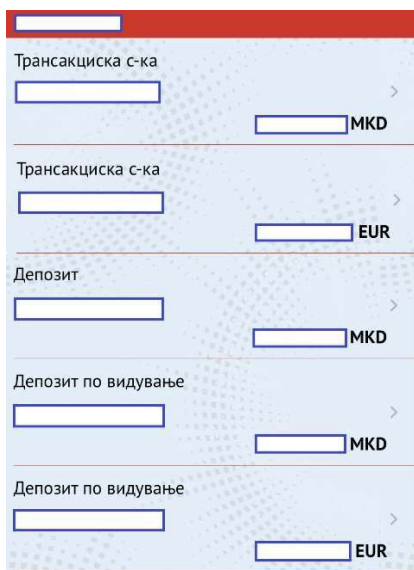 Трансакциска с-ка
MKD
Трансакциска с-ка
EUR
Депозит
MKD
Депозит по видување
MKD
Депозит по видување
EUR